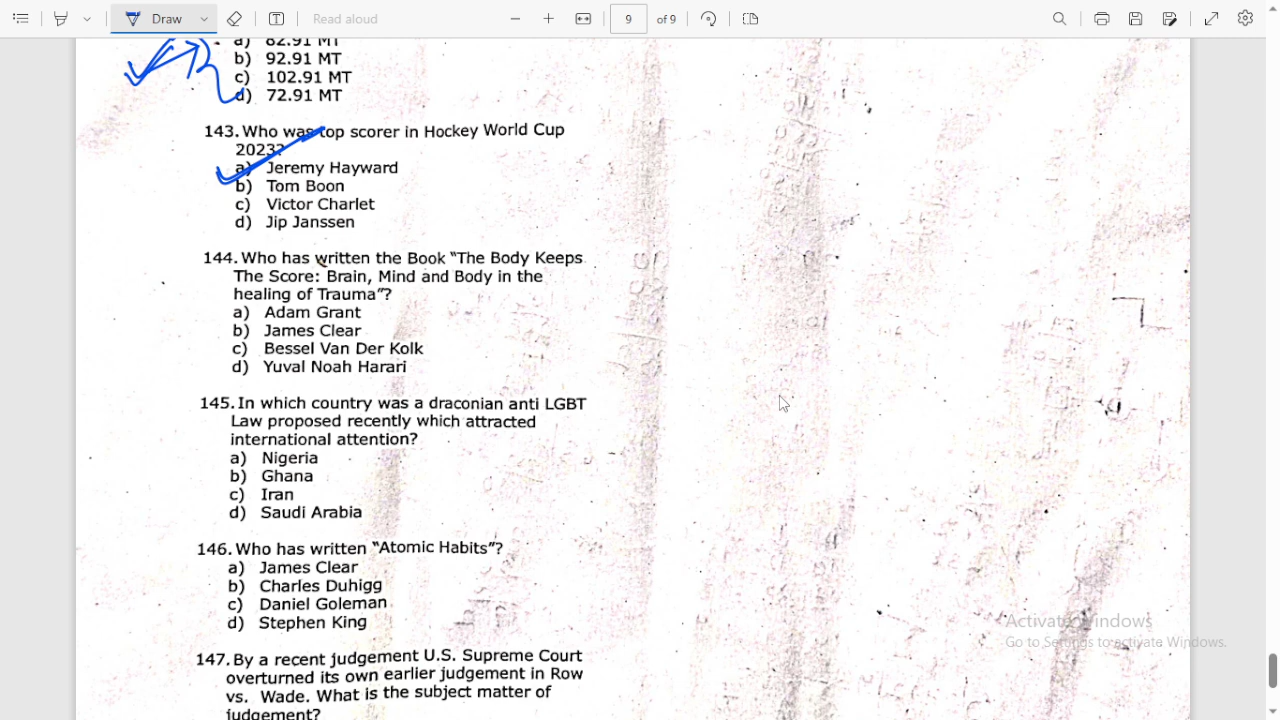 Draw
Read aloud
9 of 9
a) 82.91 MT
b) 92.91 MT
c) 102.91 MT
d) 72.91 MT
143. Who was top scorer in Hockey World Cup
2023?
a) Jeremy Hayward
b) Tom Boon
c) Victor Charlet
d) Jip Janssen
144. Who has written the Book “The Body Keeps
The Score: Brain, Mind and Body in the
healing of Trauma”?
a) Adam Grant
b) James Clear
c) Bessel Van Der Kolk
d) Yuval Noah Harari
145. In which country was a draconian anti LGBT
Law proposed recently which attracted
international attention?
a) Nigeria
b) Ghana
c) Iran
d) Saudi Arabia
146. Who has written “Atomic Habits”?
a) James Clear
b) Charles Duhigg
c) Daniel Goleman
d) Stephen King
147. By a recent judgement U.S. Supreme Court
overturned its own earlier judgement in Row
vs. Wade. What is the subject matter of
judgement?
Activate Windows
Go to Settings to activate Windows.